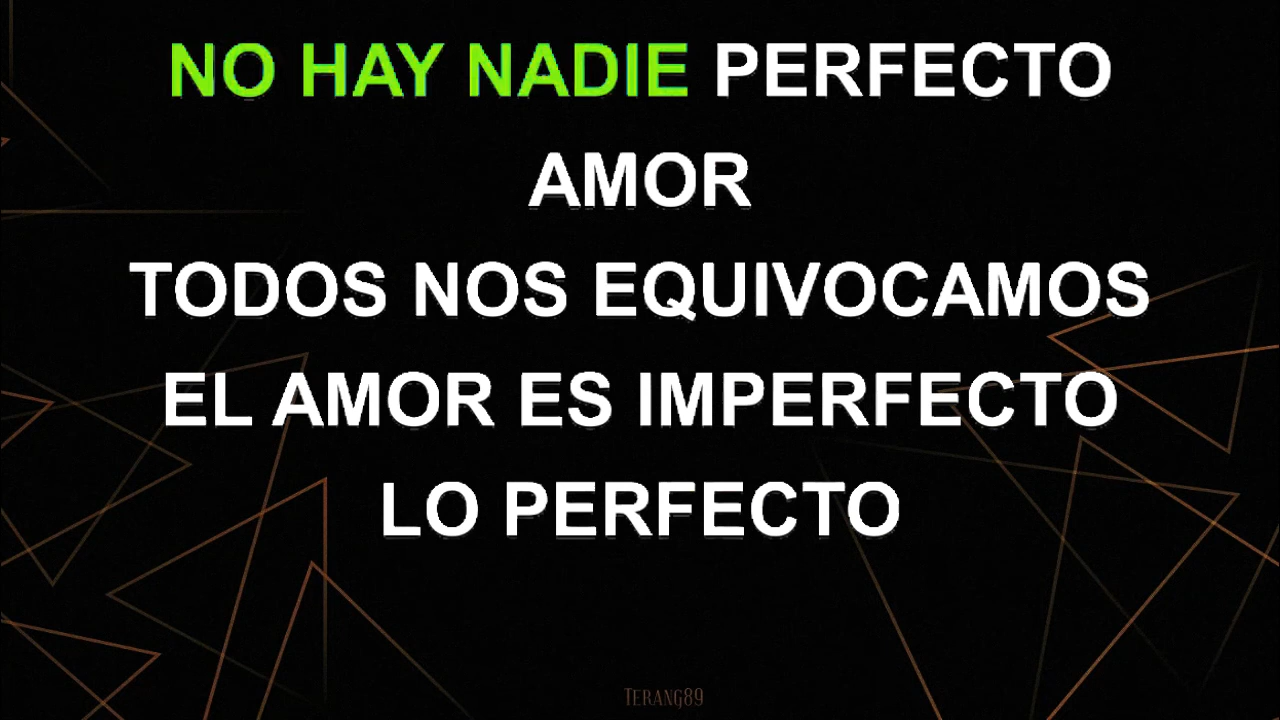 NO HAY NADIE PERFECTO
AMOR
TODOS NOS EQUIVOCAMOS
EL AMOR ES IMPERFECTO
LO PERFECTO
TERANG89